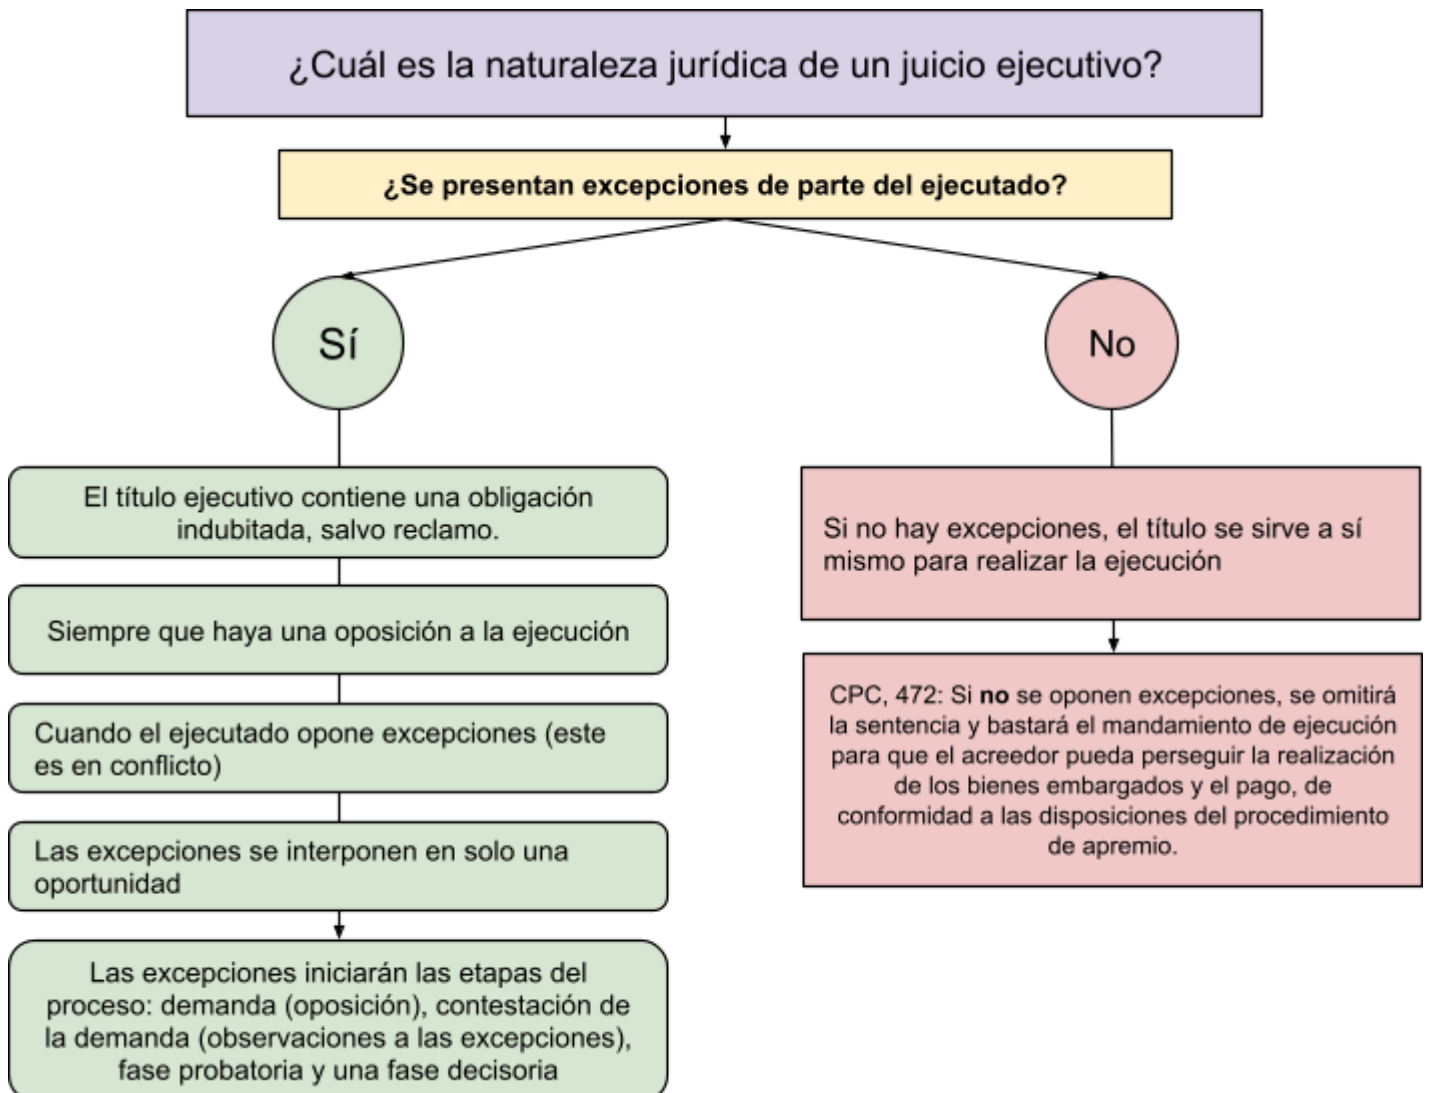 ¿Cuál es la naturaleza jurídica de un juicio ejecutivo?
¿Se presentan excepciones de parte del ejecutado?
Sí
No
El título ejecutivo contiene una obligación
indubitada, salvo reclamo.
Siempre que haya una oposición a la ejecución
Cuando el ejecutado opone excepciones (este
es en conflicto)
Las excepciones se interponen en solo una
oportunidad
Las excepciones iniciarán las etapas del
proceso: demanda (oposición), contestación de
la demanda (observaciones a las excepciones),
fase probatoria y una fase decisoria
Si no hay excepciones, el título se sirve a sí
mismo para realizar la ejecución
CPC, 472: Si no se oponen excepciones, se omitirá
la sentencia y bastará el mandamiento de ejecución
para que el acreedor pueda perseguir la realización
de los bienes embargados y el pago, de
conformidad a las disposiciones del procedimiento
de apremio.